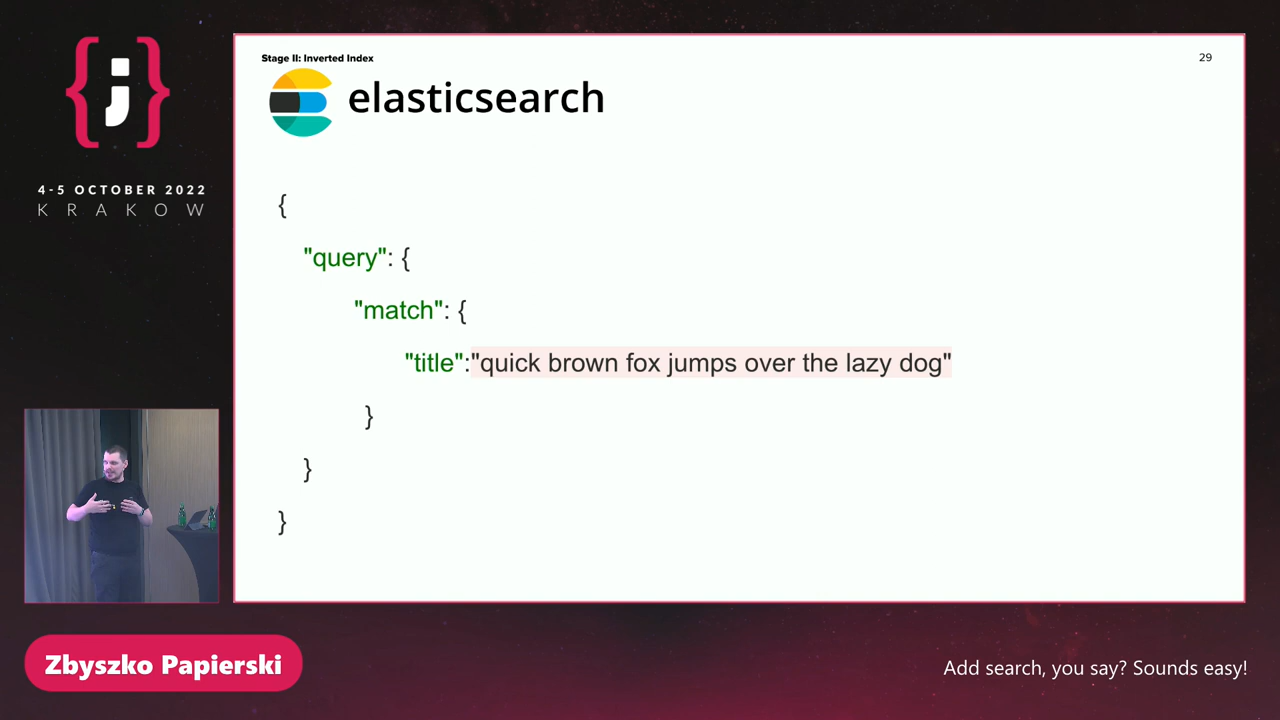 {;}
4-5 OCTOBER 2022
KRAKOW
Stage II: Inverted Index
29
elasticsearch
{
"query": {
"match": {
"title":"quick brown fox jumps over the lazy dog"
}
}
}
Zbyszko Papierski
Add search, you say? Sounds easy!